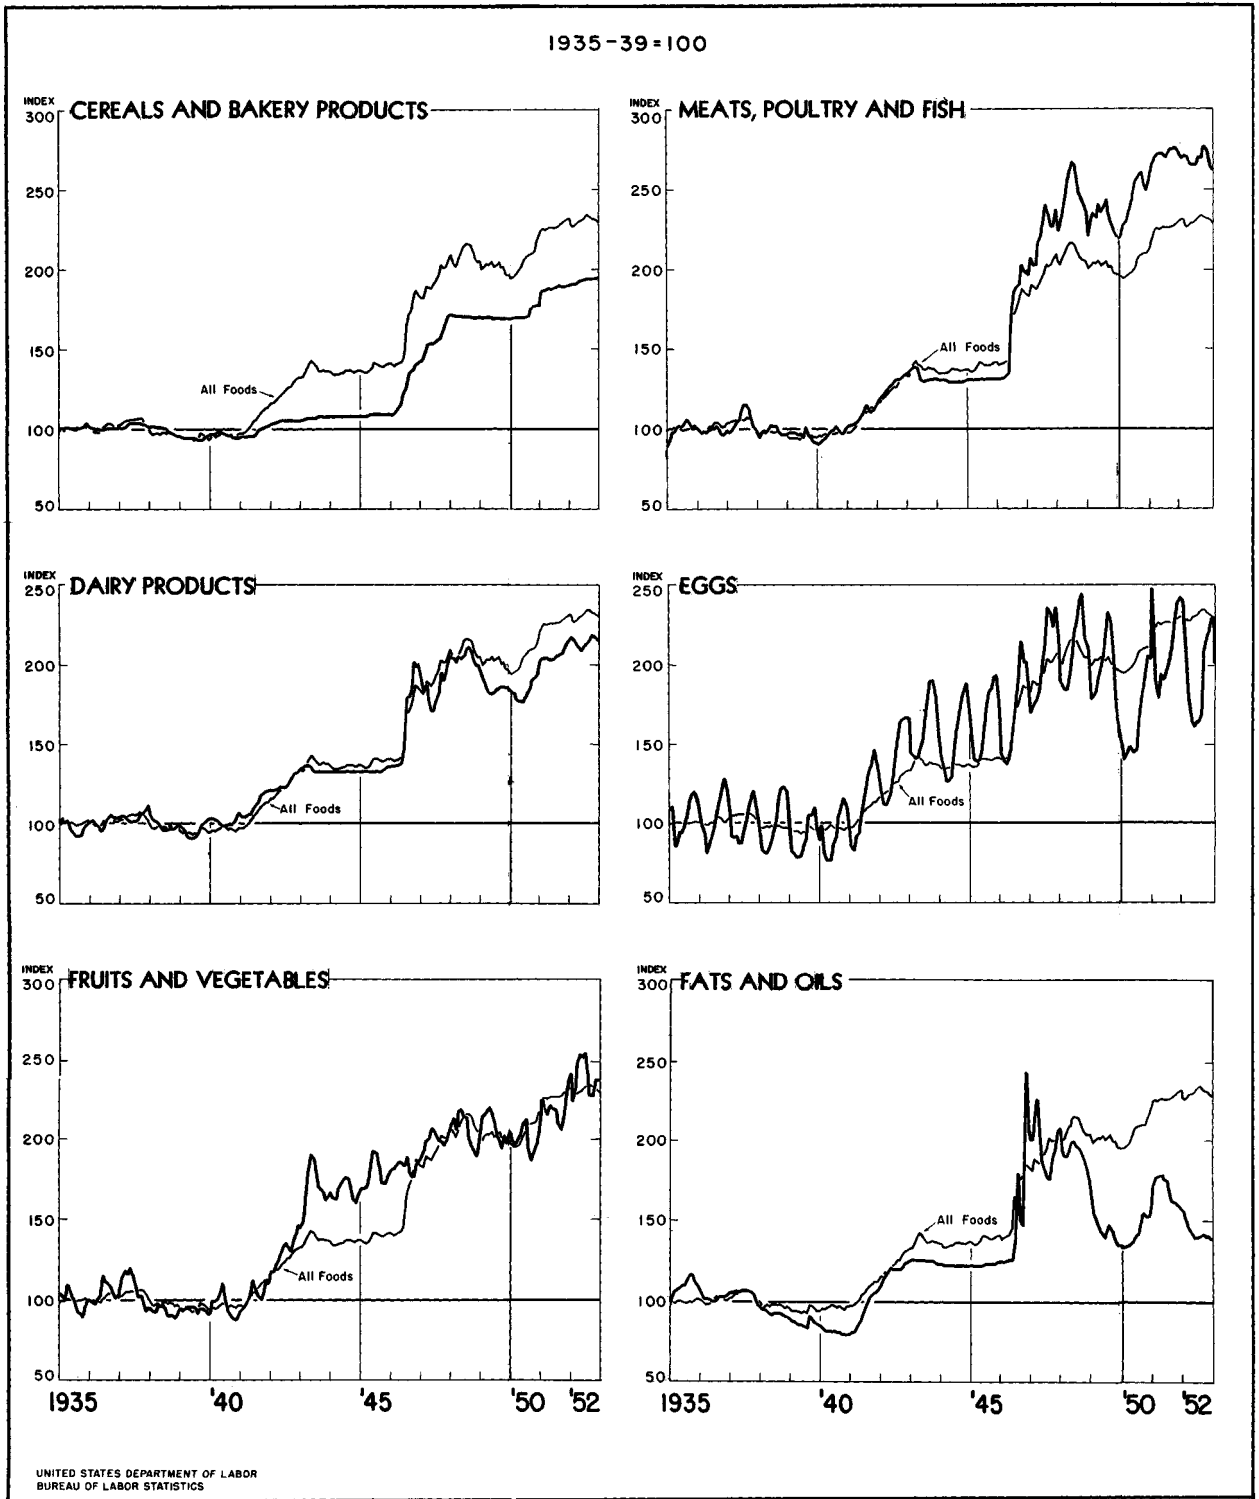 1935-39=100
INDEX
CEREALS AND BAKERY PRODUCTS
300
250
200
150
100
50
All Foods
INDEX
MEATS, POULTRY AND FISH
300
250
200
150
100
50
All Foods
INDEX
DAIRY PRODUCTS
250
200
150
100
50
All Foods
INDEX
EGGS
250
200
150
100
50
All Foods
INDEX
FRUITS AND VEGETABLES
300
250
200
150
100
50
All Foods
1935 '40 '45 '50 '52
INDEX
FATS AND OILS
300
250
200
150
100
50
All Foods
1935 '40 '45 '50 '52
UNITED STATES DEPARTMENT OF LABOR
BUREAU OF LABOR STATISTICS